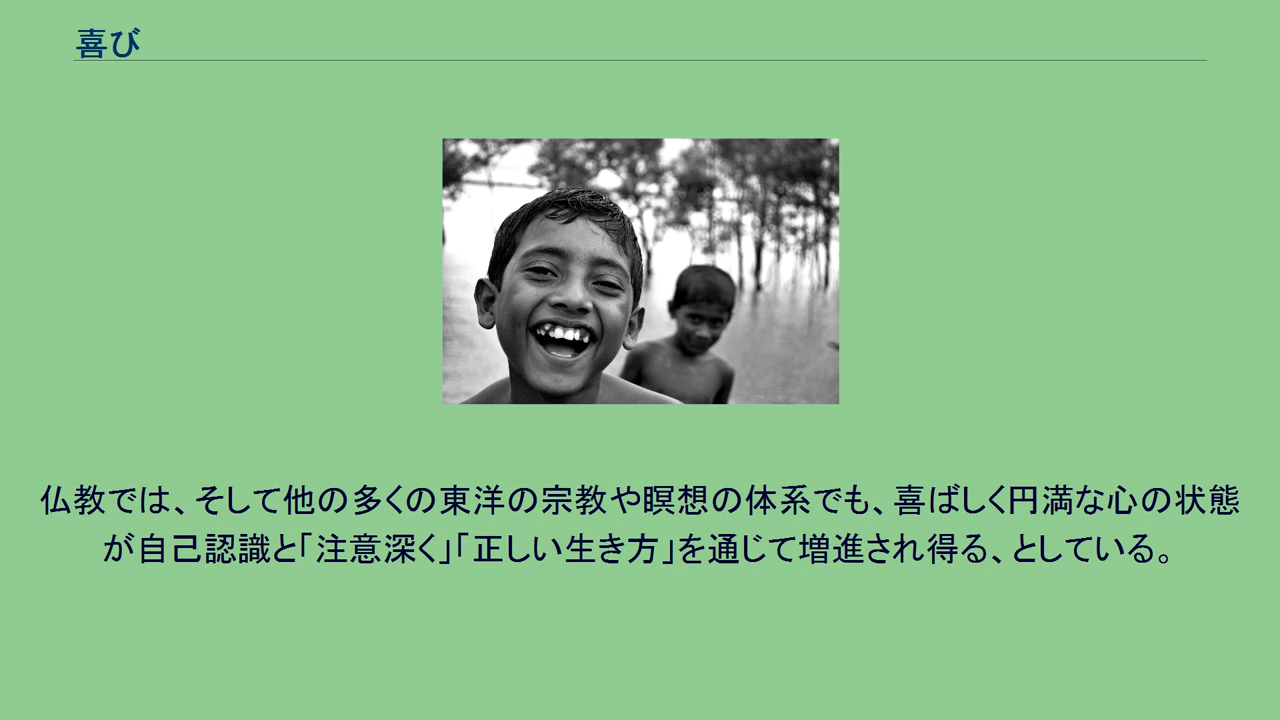 喜び
仏教では、そして他の多くの東洋の宗教や瞑想の体系でも、喜ばしく円満な心の状態
が自己認識と「注意深く」「正しい生き方」を通じて増進され得る、としている。